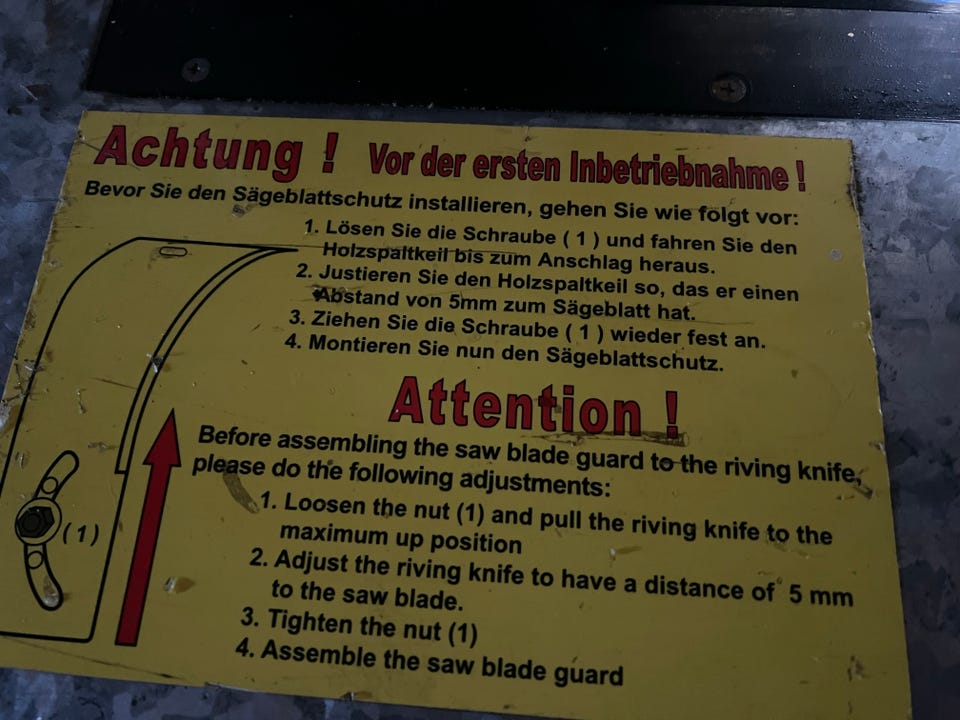 Achtung ! Vor der ersten Inbetriebnahme !
Bevor Sie den Sägeblattschutz installieren, gehen Sie wie folgt vor:
1. Lösen Sie die Schraube ( 1 ) und fahren Sie den
Holzspaltkeil bis zum Anschlag heraus.
2. Justieren Sie den Holzspaltkeil so, das er einen
Abstand von 5mm zum Sägeblatt hat.
3. Ziehen Sie die Schraube ( 1 ) wieder fest an.
4. Montieren Sie nun den Sägeblattschutz.
Attention !
Before assembling the saw blade guard to the riving knife,
please do the following adjustments:
1. Loosen the nut (1) and pull the riving knife to the
maximum up position
2. Adjust the riving knife to have a distance of 5 mm
to the saw blade.
3. Tighten the nut (1)
4. Assemble the saw blade guard
(1)